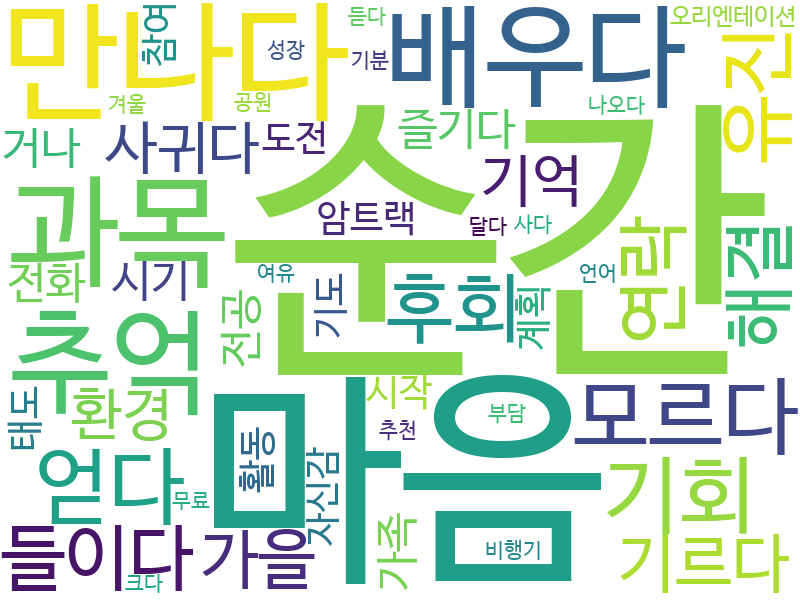 만나다
참여
듣다
성장
기분
배우다
오리엔테이션
유진
겨울
공원
나오다
거나
사귀다
도전
즐기다
순간
과목
암트랙
기억
달다
사다
연락
해결
전화
시기
여유
언어
추억
전공
기도
후회
계획
태도
환경
시작
부담
모르다
마음
얻다
활동
자신감
추천
기회
무료
들이다
가을
가족
비행기
기르다
크다